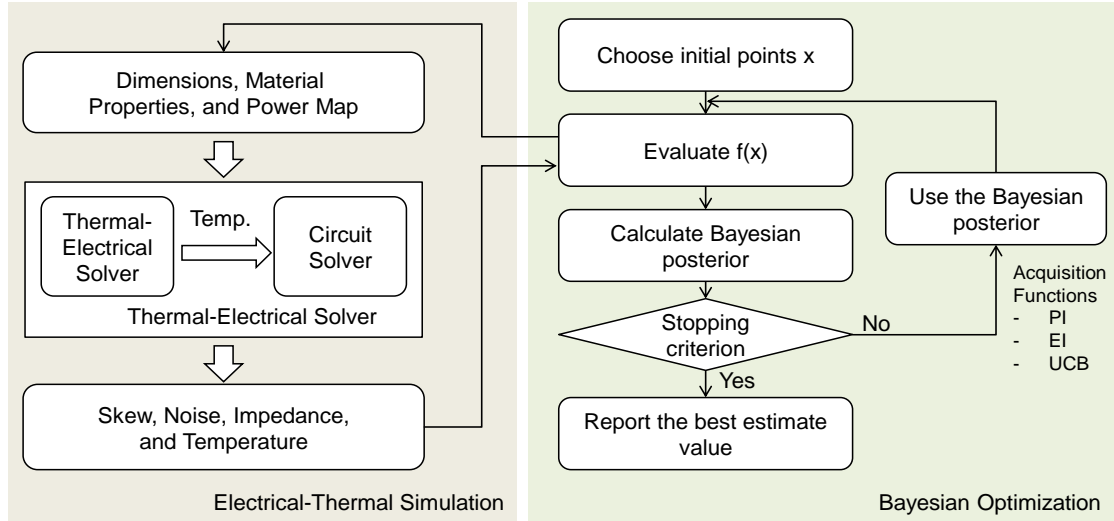 Dimensions, Material
Properties, and Power Map
Thermal-
Electrical
Solver
Temp.
Circuit
Solver
Thermal-Electrical Solver
Skew, Noise, Impedance,
and Temperature
Electrical-Thermal Simulation
Choose initial points x
Evaluate f(x)
Calculate Bayesian
posterior
Stopping
criterion
No
Yes
Report the best estimate
value
Use the Bayesian
posterior
Acquisition
Functions
- PI
- EI
- UCB
Bayesian Optimization